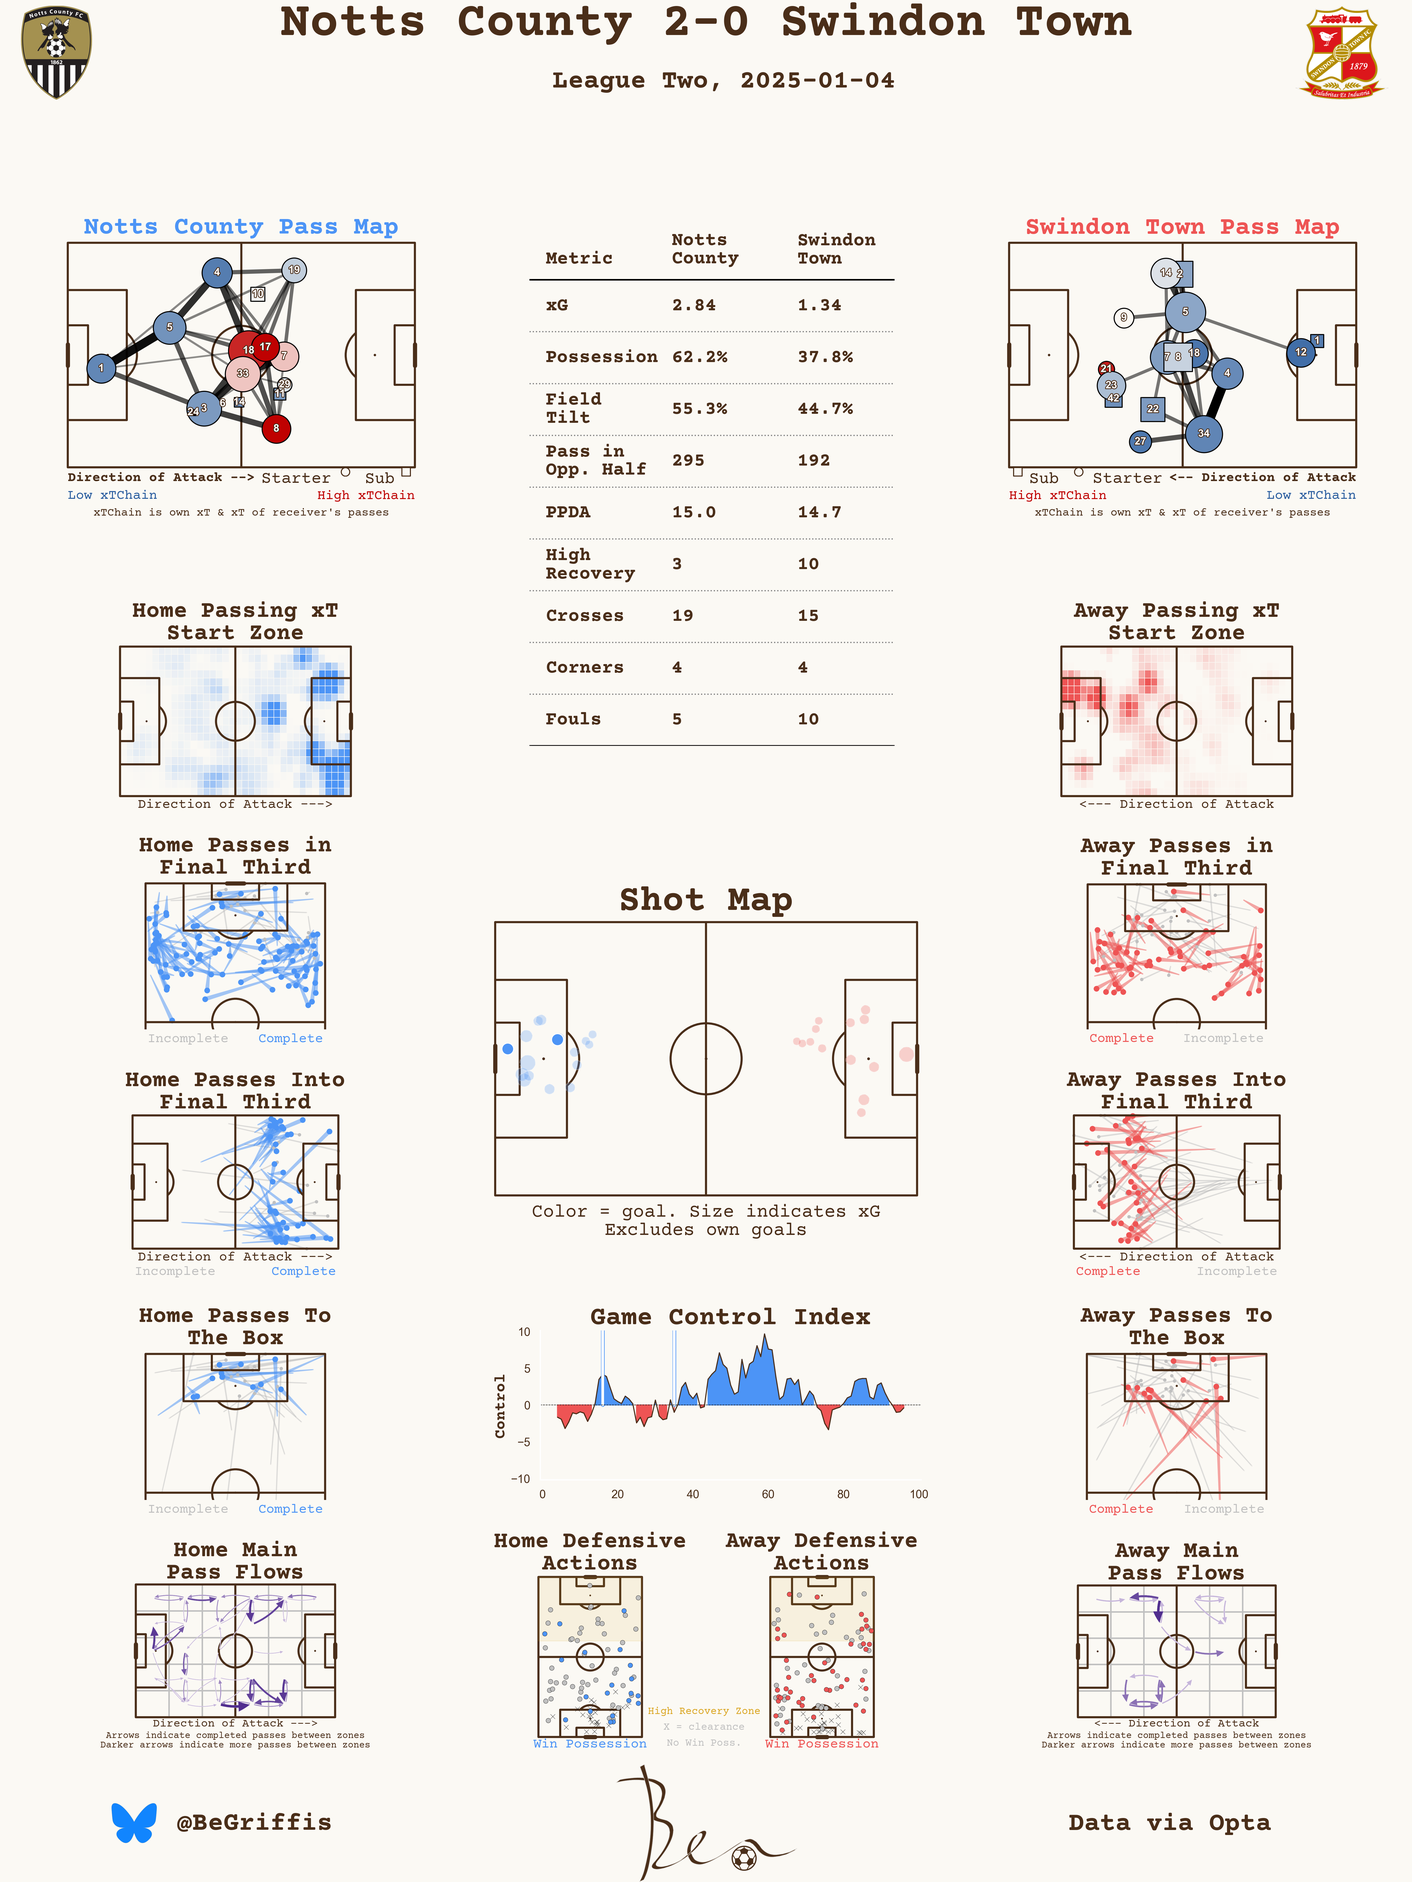 Notts County 2-0 Swindon Town
League Two, 2025-01-04
Notts County FC
1862
SWINDON TOWN FC
1879
Salubritas Et Industria
Notts County Pass Map
4
19
10
5
18
17
7
1
33
29
11
14
6
3
24
8
Direction of Attack --> Starter Sub
Low xTChain High xTChain
xTChain is own xT & xT of receiver's passes
Metric Notts County Swindon Town
xG 2.84 1.34
Possession 62.2% 37.8%
Field Tilt 55.3% 44.7%
Pass in Opp. Half 295 192
PPDA 15.0 14.7
High Recovery 3 10
Crosses 19 15
Corners 4 4
Fouls 5 10
Swindon Town Pass Map
14
2
9
5
1
12
7
8
18
21
23
4
42
22
34
27
Sub Starter <-- Direction of Attack
High xTChain Low xTChain
xTChain is own xT & xT of receiver's passes
Home Passing xT
Start Zone
Direction of Attack --->
Away Passing xT
Start Zone
<--- Direction of Attack
Home Passes in
Final Third
Incomplete Complete
Away Passes in
Final Third
Complete Incomplete
Shot Map
Color = goal. Size indicates xG
Excludes own goals
Home Passes Into
Final Third
Direction of Attack --->
Incomplete Complete
Away Passes Into
Final Third
<--- Direction of Attack
Complete Incomplete
Home Passes To
The Box
Incomplete Complete
Game Control Index
Control
10
5
0
−5
−10
0 20 40 60 80 100
Away Passes To
The Box
Complete Incomplete
Home Main
Pass Flows
Direction of Attack --->
Arrows indicate completed passes between zones
Darker arrows indicate more passes between zones
Home Defensive
Actions
Win Possession
Away Defensive
Actions
Win Possession
High Recovery Zone
X = clearance
No Win Poss.
Away Main
Pass Flows
<--- Direction of Attack
Arrows indicate completed passes between zones
Darker arrows indicate more passes between zones
@BeGriffis
Ben
Data via Opta